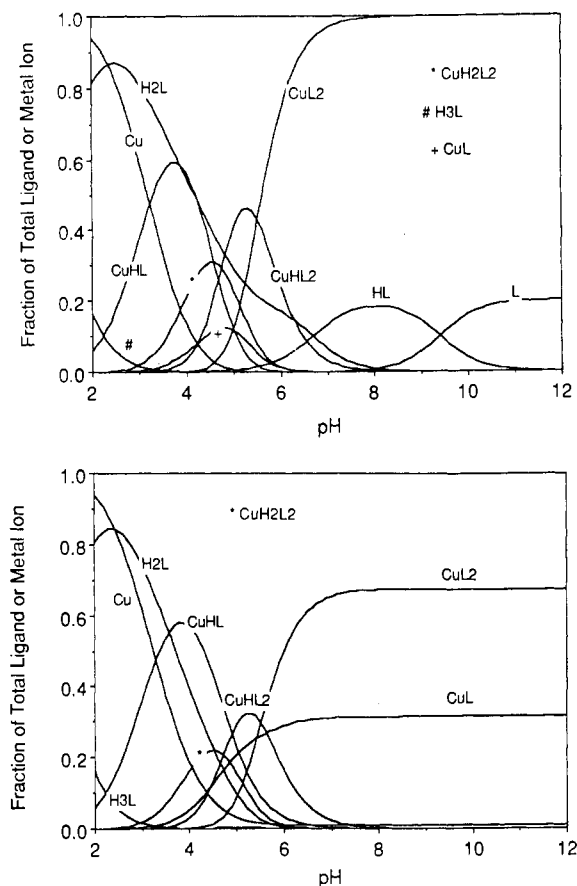 1.0
0.8
0.6
0.4
0.2
0.0
Fraction of Total Ligand or Metal Ion
H2L
Cu
CuHL
CuL2
* CuH2L2
# H3L
+ CuL
CuHL2
HL
L
*
+
#
2 4 6 8 10 12
pH
1.0
0.8
0.6
0.4
0.2
0.0
Fraction of Total Ligand or Metal Ion
* CuH2L2
H2L
Cu
CuHL
CuL2
CuHL2
CuL
*
H3L
2 4 6 8 10 12
pH